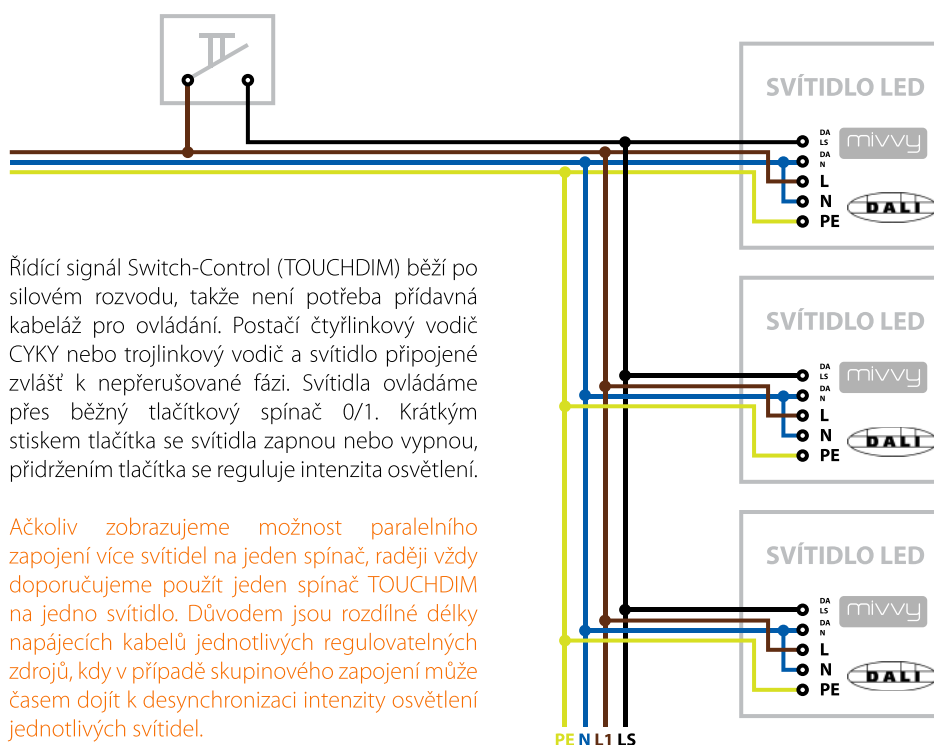 SVÍTIDLO LED
DA
LS
DA
N
L
N
PE
mivvy
DALI
Řídící signál Switch-Control (TOUCHDIM) běží po
silovém rozvodu, takže není potřeba přídavná
kabeláž pro ovládání. Postačí čtyřlinkový vodič
CYKY nebo trojlinkový vodič a svítidlo připojené
zvlášť k nepřerušované fázi. Svítidla ovládáme
přes běžný tlačítkový spínač 0/1. Krátkým
stiskem tlačítka se svítidla zapnou nebo vypnou,
přidržením tlačítka se reguluje intenzita osvětlení.
Ačkoliv zobrazujeme možnost paralelního
zapojení více svítidel na jeden spínač, raději vždy
doporučujeme použít jeden spínač TOUCHDIM
na jedno svítidlo. Důvodem jsou rozdílné délky
napájecích kabelů jednotlivých regulovatelných
zdrojů, kdy v případě skupinového zapojení může
časem dojít k desynchronizaci intenzity osvětlení
jednotlivých svítidel.
SVÍTIDLO LED
DA
LS
DA
N
L
N
PE
mivvy
DALI
SVÍTIDLO LED
DA
LS
DA
N
L
N
PE
mivvy
DALI
PE N L1 LS